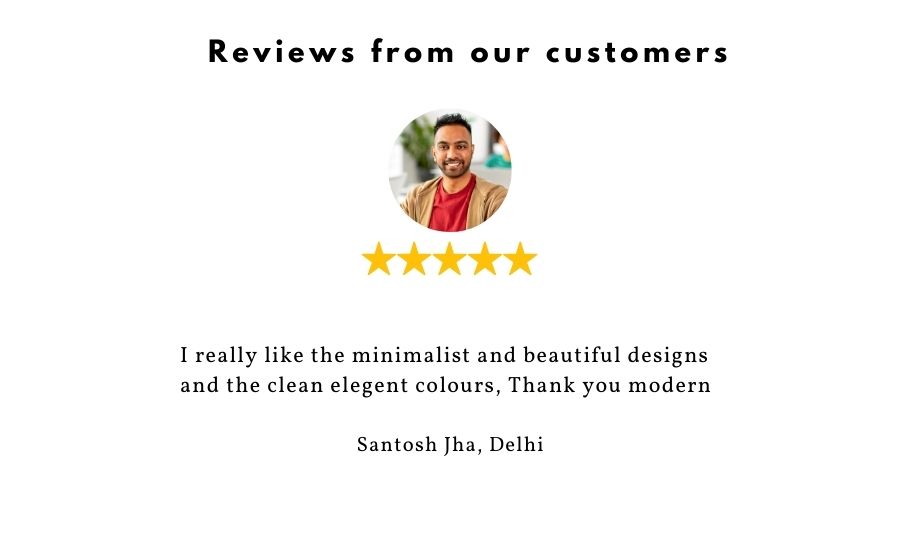 Reviews from our customers
I really like the minimalist and beautiful designs
and the clean elegent colours, Thank you modern
Santosh Jha, Delhi